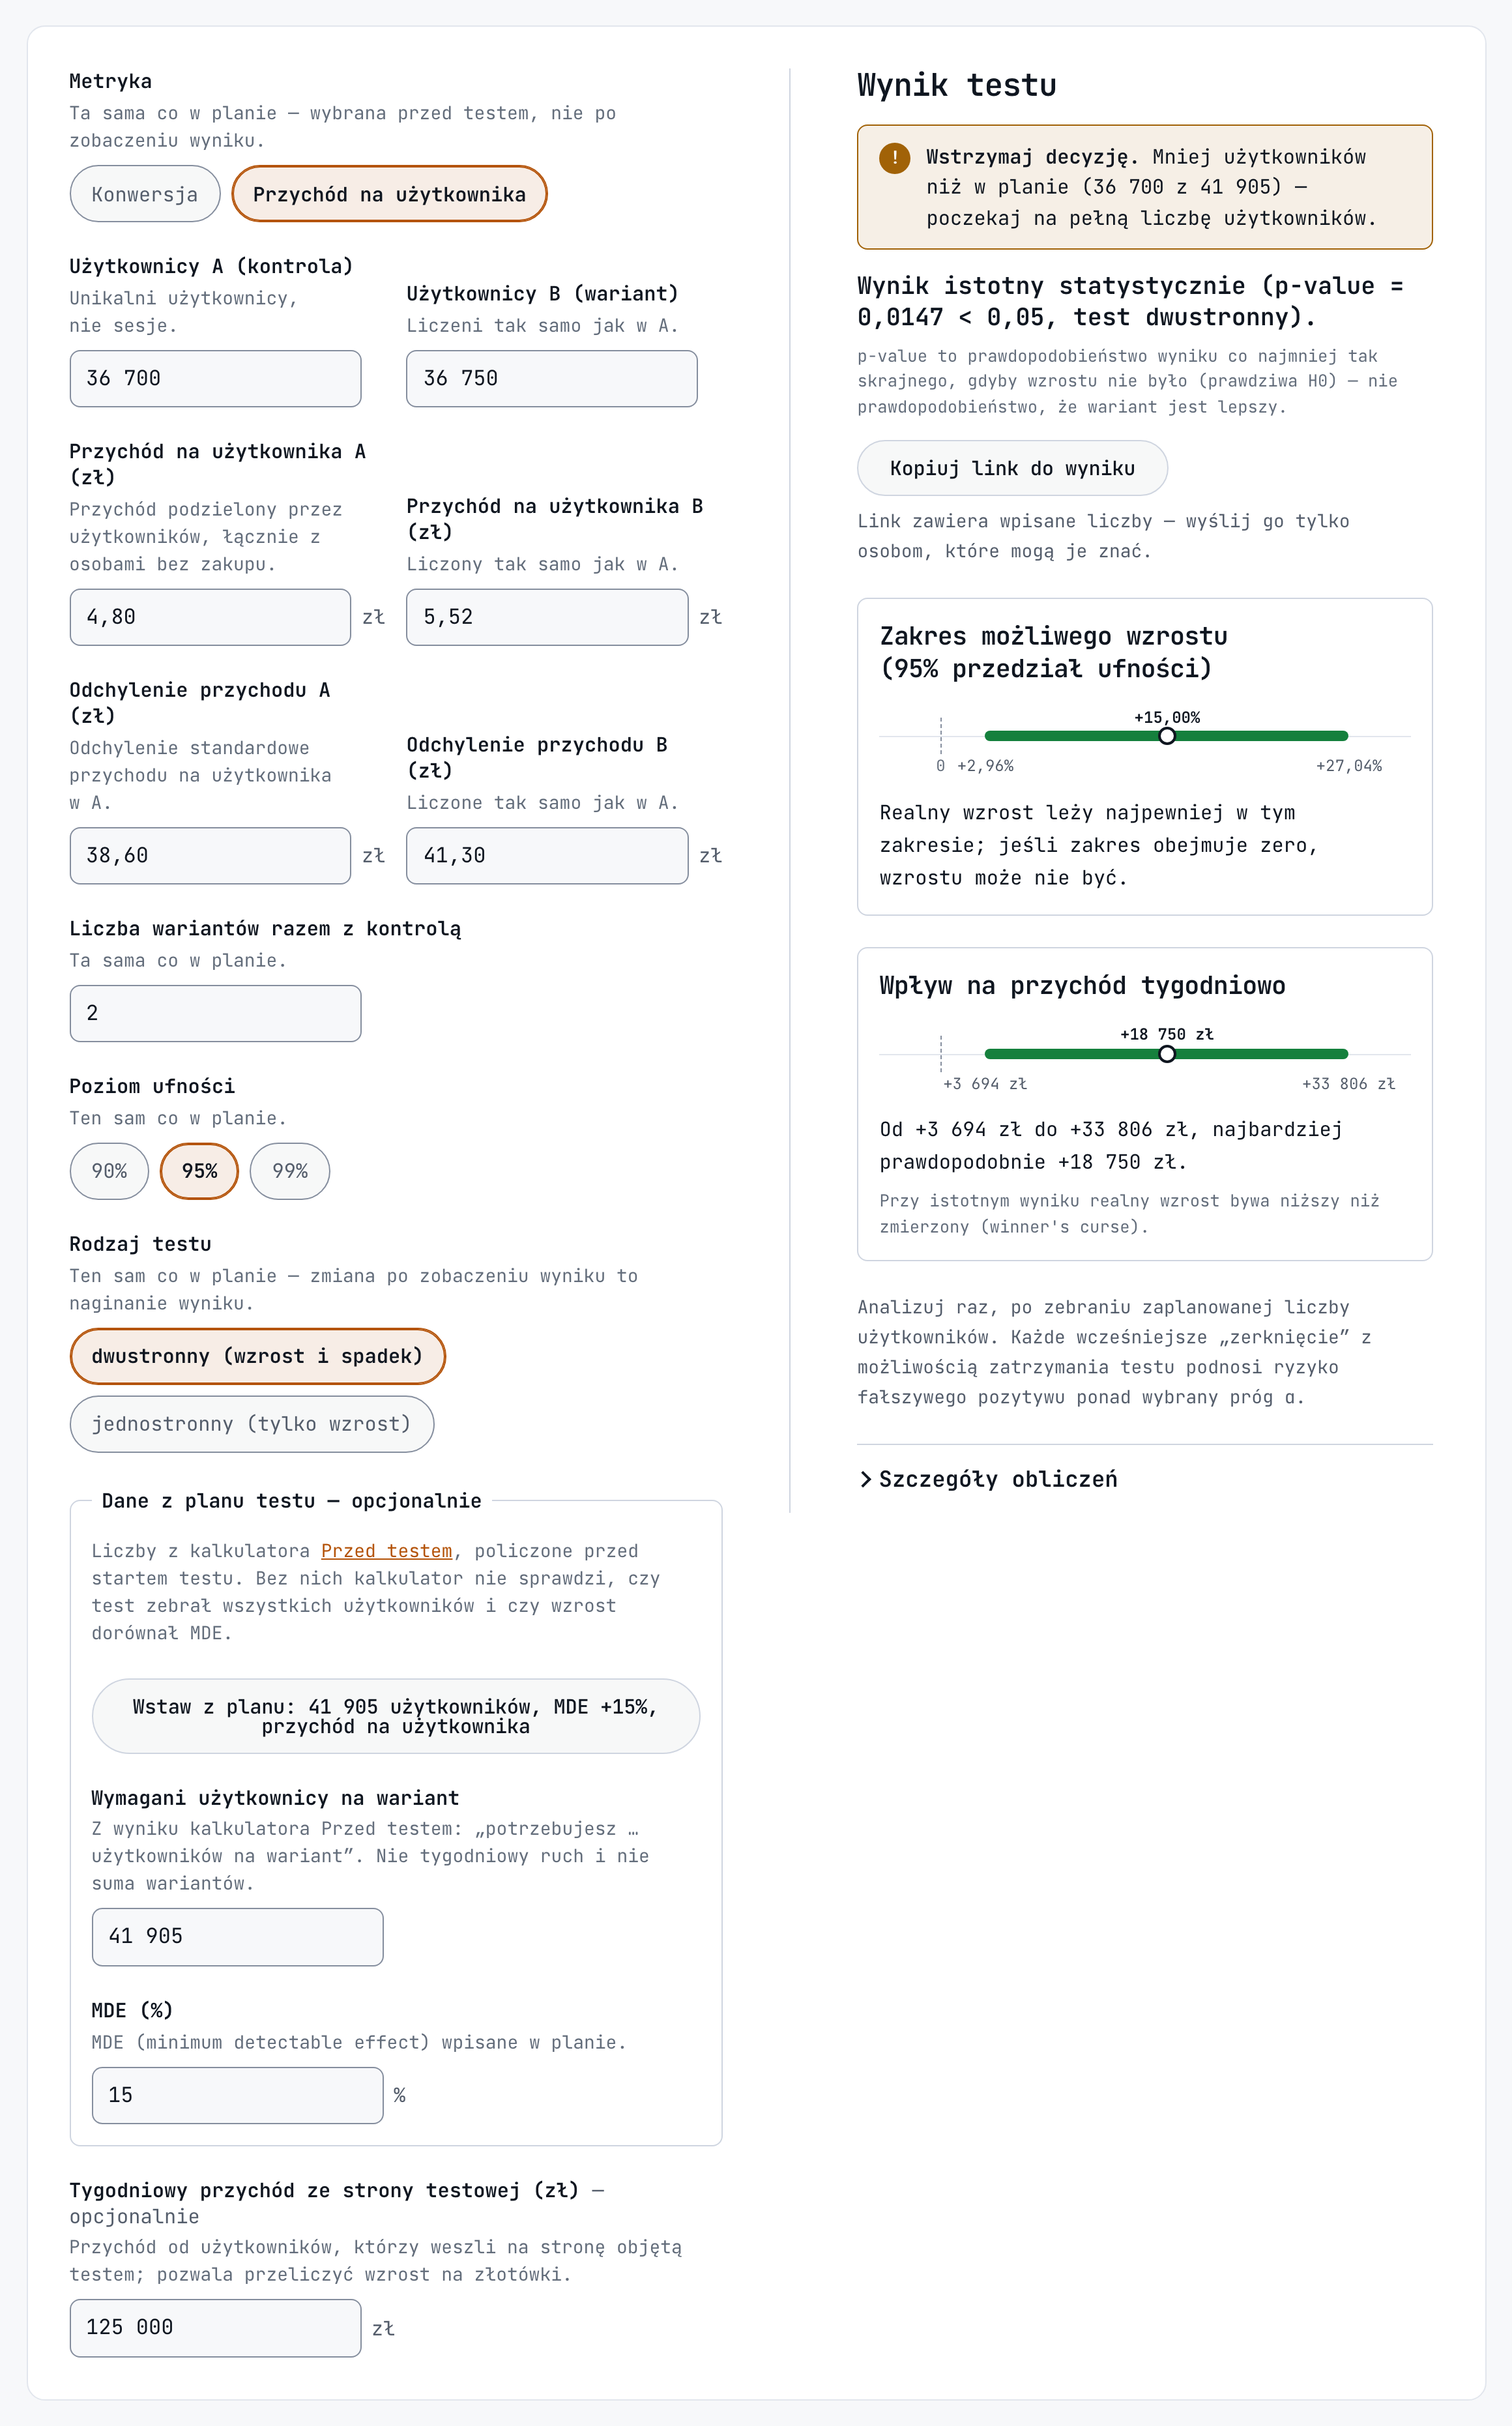 Metryka
Ta sama co w planie — wybrana przed testem, nie po
zobaczeniu wyniku.
Konwersja
Przychód na użytkownika
Użytkownicy A (kontrola)
Unikalni użytkownicy,
nie sesje.
36 700
Użytkownicy B (wariant)
Liczeni tak samo jak w A.
36 750
Przychód na użytkownika A
(zł)
Przychód podzielony przez
użytkowników, łącznie z
osobami bez zakupu.
4,80 zł
Przychód na użytkownika B
(zł)
Liczony tak samo jak w A.
5,52 zł
Odchylenie przychodu A
(zł)
Odchylenie standardowe
przychodu na użytkownika
w A.
38,60 zł
Odchylenie przychodu B
(zł)
Liczone tak samo jak w A.
41,30 zł
Liczba wariantów razem z kontrolą
Ta sama co w planie.
2
Poziom ufności
Ten sam co w planie.
90%
95%
99%
Rodzaj testu
Ten sam co w planie — zmiana po zobaczeniu wyniku to
naginanie wyniku.
dwustronny (wzrost i spadek)
jednostronny (tylko wzrost)
Dane z planu testu — opcjonalnie
Liczby z kalkulatora Przed testem, policzone przed
startem testu. Bez nich kalkulator nie sprawdzi, czy
test zebrał wszystkich użytkowników i czy wzrost
dorównał MDE.
Wstaw z planu: 41 905 użytkowników, MDE +15%,
przychód na użytkownika
Wymagani użytkownicy na wariant
Z wyniku kalkulatora Przed testem: „potrzebujesz …
użytkowników na wariant”. Nie tygodniowy ruch i nie
suma wariantów.
41 905
MDE (%)
MDE (minimum detectable effect) wpisane w planie.
15 %
Tygodniowy przychód ze strony testowej (zł) —
opcjonalnie
Przychód od użytkowników, którzy weszli na stronę objętą
testem; pozwala przeliczyć wzrost na złotówki.
125 000 zł
Wynik testu
! Wstrzymaj decyzję. Mniej użytkowników
niż w planie (36 700 z 41 905) —
poczekaj na pełną liczbę użytkowników.
Wynik istotny statystycznie (p-value =
0,0147 < 0,05, test dwustronny).
p-value to prawdopodobieństwo wyniku co najmniej tak
skrajnego, gdyby wzrostu nie było (prawdziwa H0) — nie
prawdopodobieństwo, że wariant jest lepszy.
Kopiuj link do wyniku
Link zawiera wpisane liczby — wyślij go tylko
osobom, które mogą je znać.
Zakres możliwego wzrostu
(95% przedział ufności)
+15,00%
0 +2,96% +27,04%
Realny wzrost leży najpewniej w tym
zakresie; jeśli zakres obejmuje zero,
wzrostu może nie być.
Wpływ na przychód tygodniowo
+18 750 zł
+3 694 zł +33 806 zł
Od +3 694 zł do +33 806 zł, najbardziej
prawdopodobnie +18 750 zł.
Przy istotnym wyniku realny wzrost bywa niższy niż
zmierzony (winner's curse).
Analizuj raz, po zebraniu zaplanowanej liczby
użytkowników. Każde wcześniejsze „zerknięcie” z
możliwością zatrzymania testu podnosi ryzyko
fałszywego pozytywu ponad wybrany próg α.
Szczegóły obliczeń